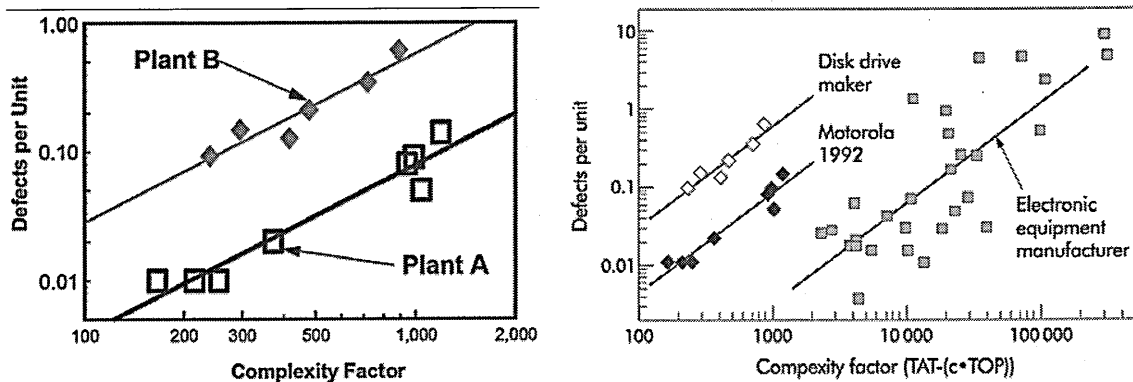 1.00
0.10
0.01
Defects per Unit
Plant B
Plant A
100
200
300
500
1,000
2,000
Complexity Factor
10
1
0.1
0.01
Defects per unit
Disk drive
maker
Motorola
1992
Electronic
equipment
manufacturer
100
1000
10 000
100 000
Compexity factor (TAT-(c•TOP))